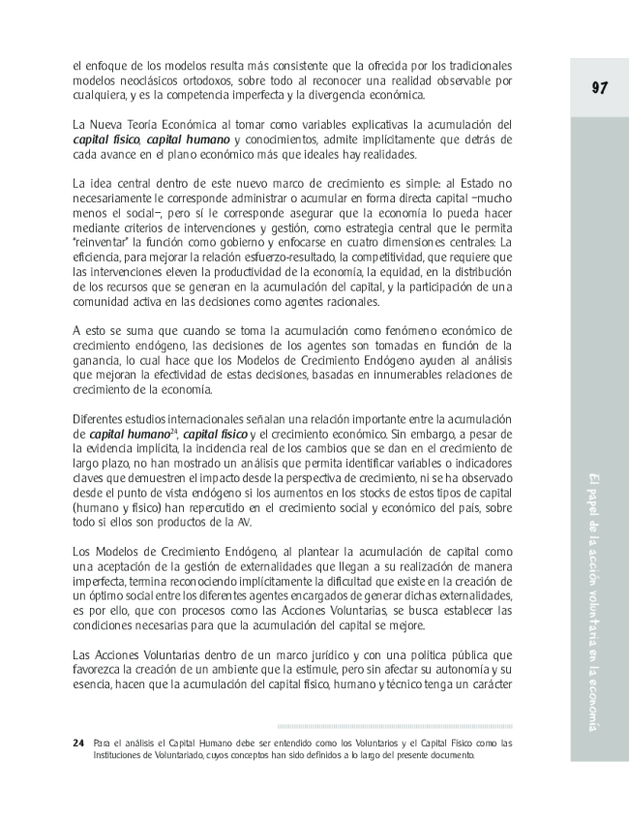 el enfoque de los modelos resulta más consistente que la ofrecida por los tradicionales
modelos neoclásicos ortodoxos, sobre todo al reconocer una realidad observable por
cualquiera, y es la competencia imperfecta y la divergencia económica.
La Nueva Teoría Económica al tomar como variables explicativas la acumulación del
capital físico, capital humano y conocimientos, admite implícitamente que detrás de
cada avance en el plano económico más que ideales hay realidades.
La idea central dentro de este nuevo marco de crecimiento es simple: al Estado no
necesariamente le corresponde administrar o acumular en forma directa capital –mucho
menos el social–, pero sí le corresponde asegurar que la economía lo pueda hacer
mediante criterios de intervenciones y gestión, como estrategia central que le permita
"reinventar" la función como gobierno y enfocarse en cuatro dimensiones centrales: La
eficiencia, para mejorar la relación esfuerzo-resultado, la competitividad, que requiere que
las intervenciones eleven la productividad de la economía, la equidad, en la distribución
de los recursos que se generan en la acumulación del capital, y la participación de una
comunidad activa en las decisiones como agentes racionales.
A esto se suma que cuando se toma la acumulación como fenómeno económico de
crecimiento endógeno, las decisiones de los agentes son tomadas en función de la
ganancia, lo cual hace que los Modelos de Crecimiento Endógeno ayuden al análisis
que mejoran la efectividad de estas decisiones, basadas en innumerables relaciones de
crecimiento de la economía.
Diferentes estudios internacionales señalan una relación importante entre la acumulación
de capital humano24, capital físico y el crecimiento económico. Sin embargo, a pesar de
la evidencia implícita, la incidencia real de los cambios que se dan en el crecimiento de
largo plazo, no han mostrado un análisis que permita identificar variables o indicadores
claves que demuestren el impacto desde la perspectiva de crecimiento, ni se ha observado
desde el punto de vista endógeno si los aumentos en los stocks de estos tipos de capital
(humano y físico) han repercutido en el crecimiento social y económico del país, sobre
todo si ellos son productos de la AV.
Los Modelos de Crecimiento Endógeno, al plantear la acumulación de capital como
una aceptación de la gestión de externalidades que llegan a su realización de manera
imperfecta, termina reconociendo implícitamente la dificultad que existe en la creación de
un óptimo social entre los diferentes agentes encargados de generar dichas externalidades,
es por ello, que con procesos como las Acciones Voluntarias, se busca establecer las
condiciones necesarias para que la acumulación del capital se mejore.
Las Acciones Voluntarias dentro de un marco jurídico y con una política pública que
favorezca la creación de un ambiente que la estimule, pero sin afectar su autonomía y su
esencia, hacen que la acumulación del capital físico, humano y técnico tenga un carácter
24 Para el análisis el Capital Humano debe ser entendido como los Voluntarios y el Capital Físico como las
Instituciones de Voluntariado, cuyos conceptos han sido definidos a lo largo del presente documento.
97
El papel de la acción voluntaria en la economía